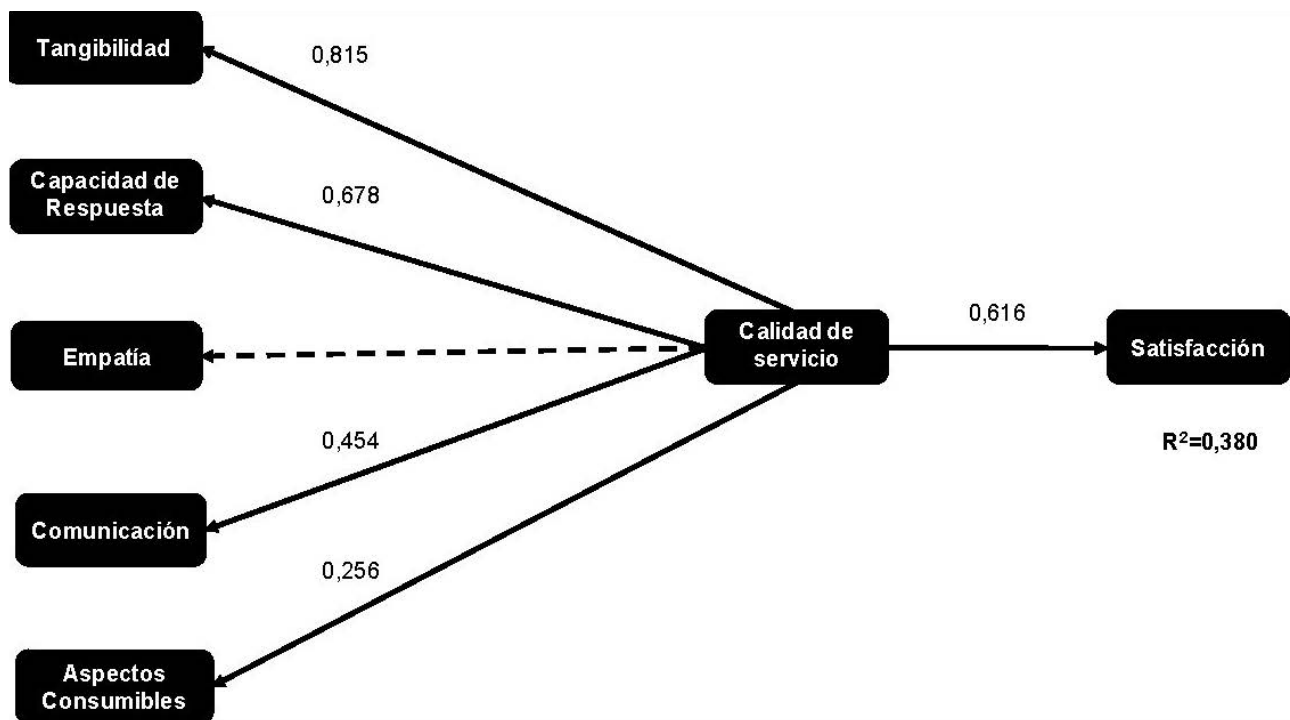 Tangibilidad
0,815
Capacidad de
Respuesta
0,678
Empatía
Calidad de
servicio
0,616
Satisfacción
R²=0,380
0,454
Comunicación
0,256
Aspectos
Consumibles